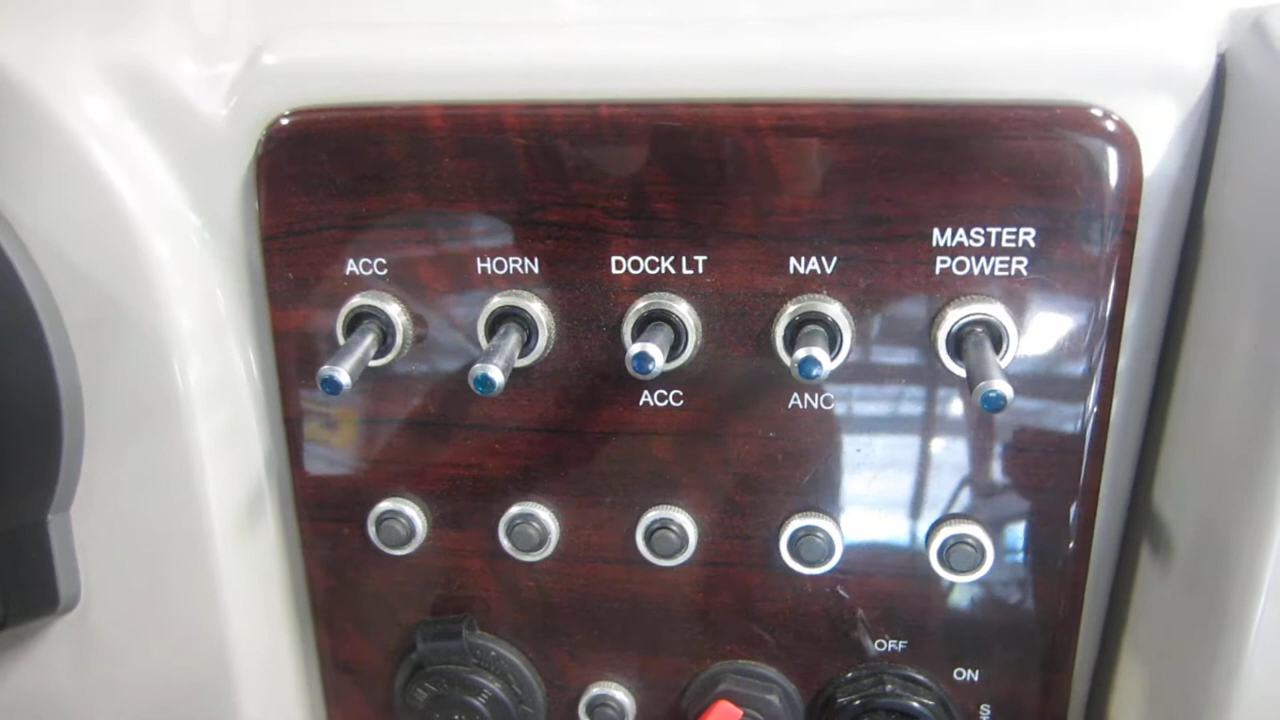 MASTER
ACC HORN DOCK LT NAV POWER
ACC ANC
OFF
ON